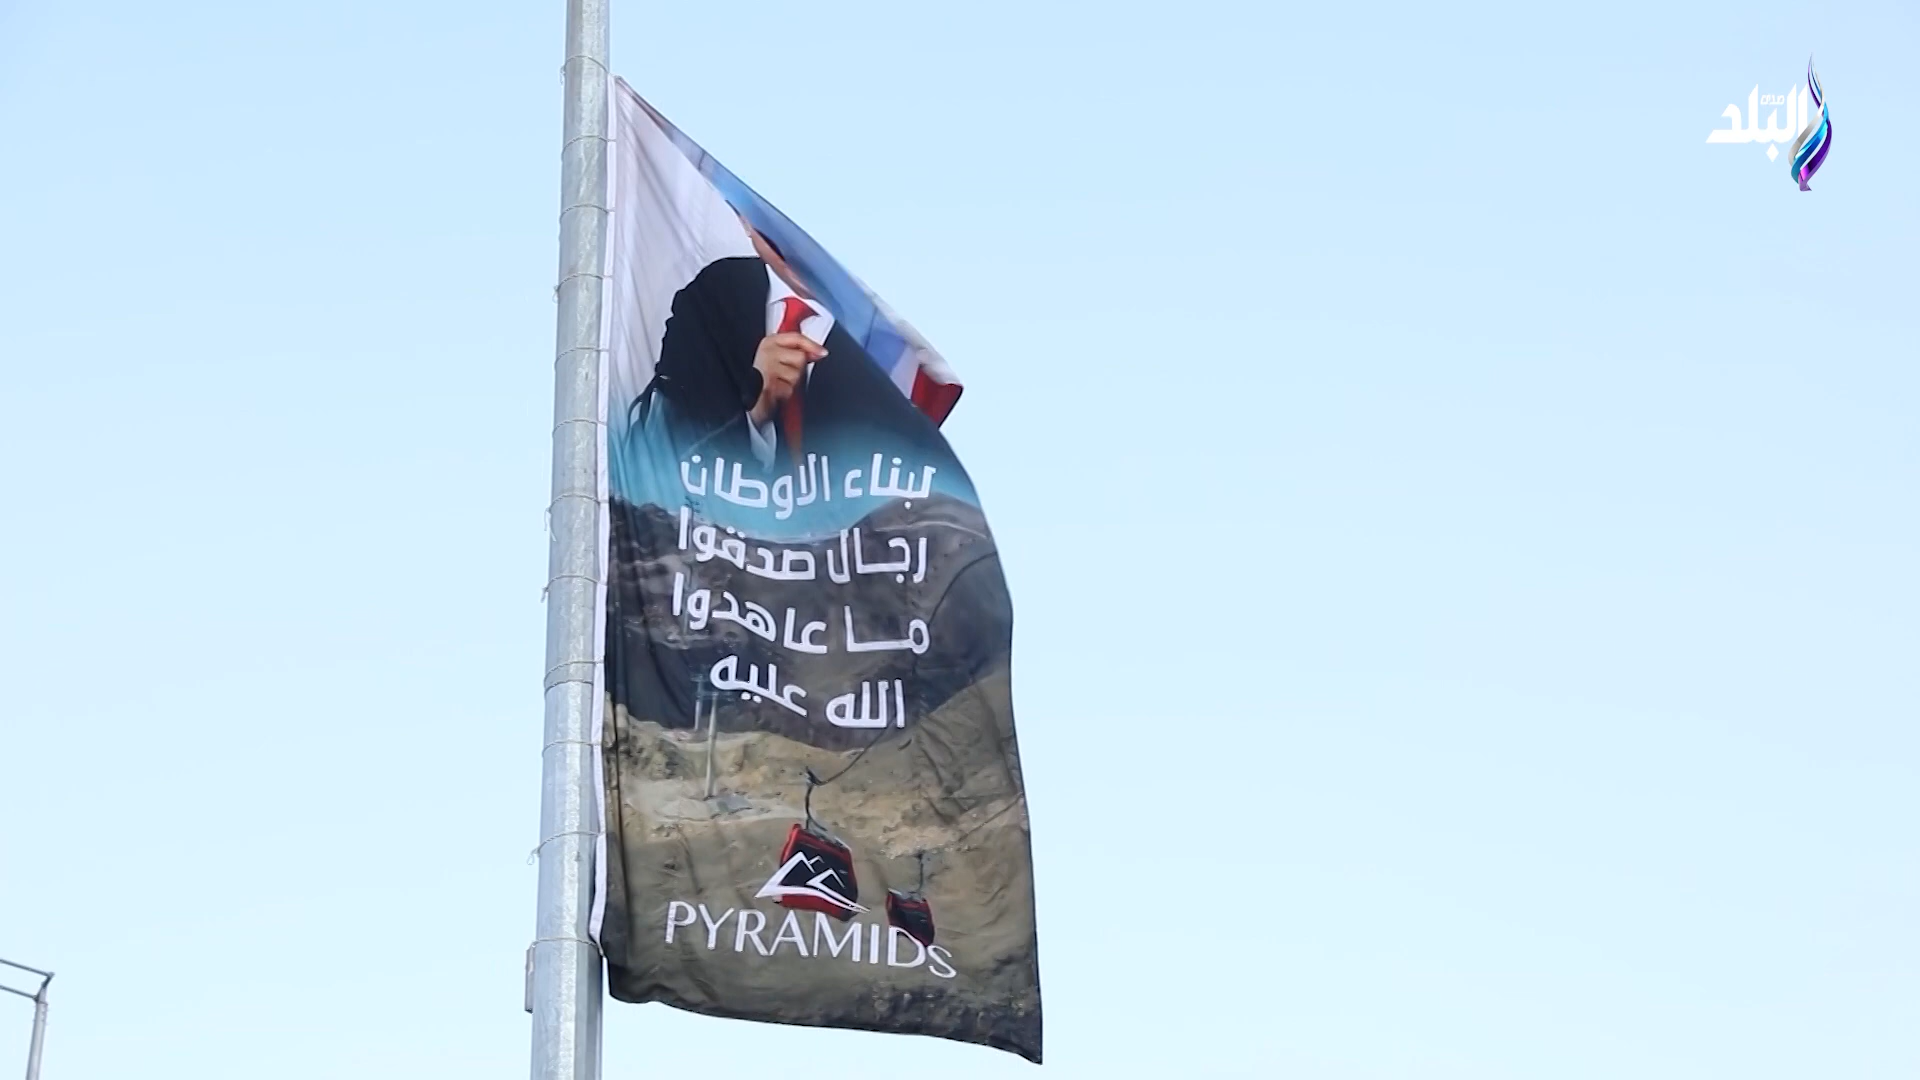 صدى
البلد
لبناء الاوطان
رجال صدقوا
ما عاهدوا
الله عليه
PYRAMIDS